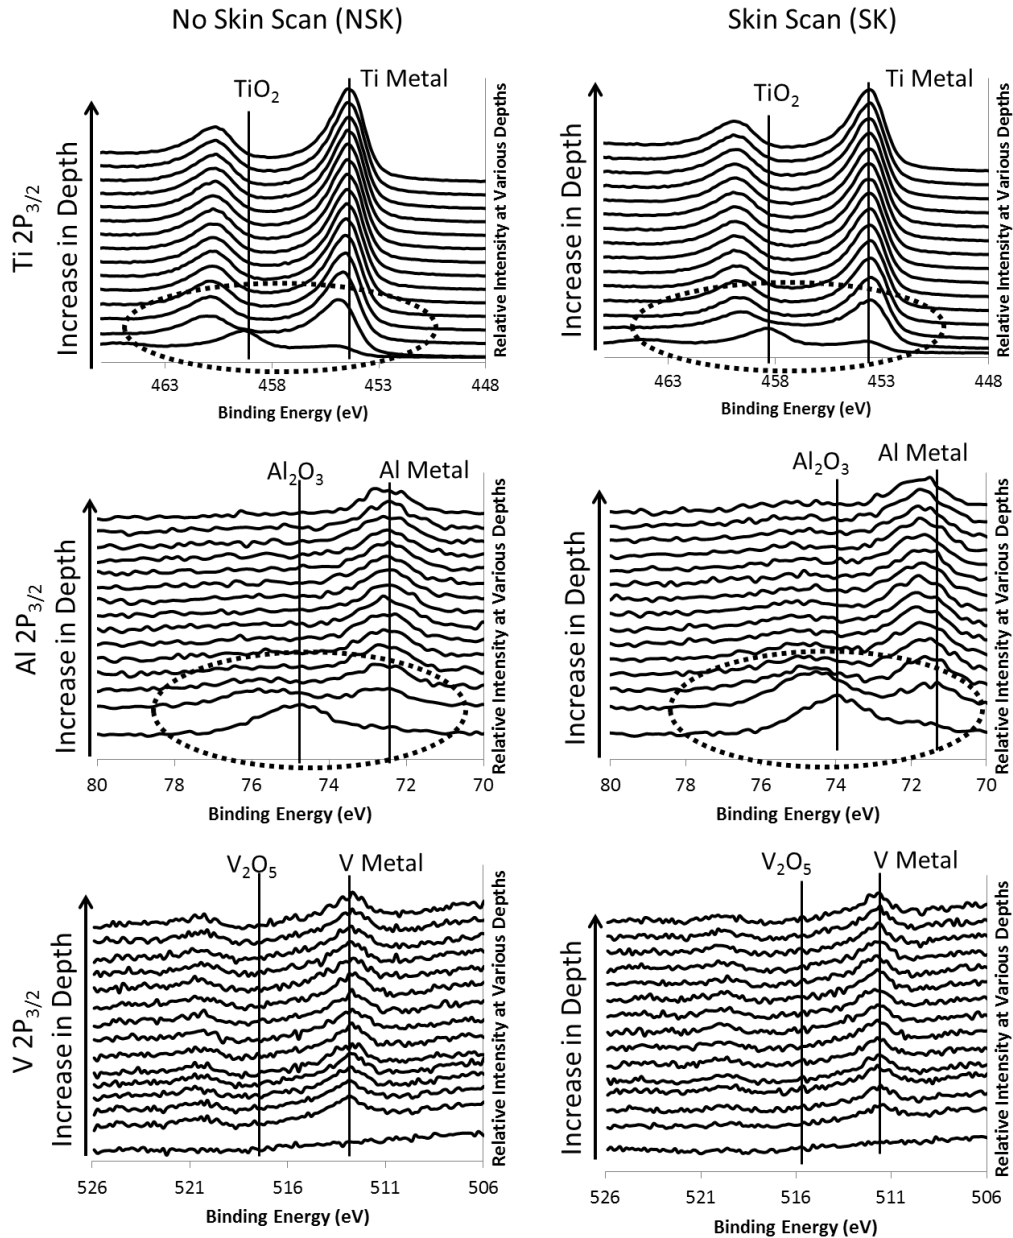 No Skin Scan (NSK)
Skin Scan (SK)
Ti 2P3/2
Increase in Depth
TiO2
Ti Metal
Relative Intensity at Various Depths
463
458
453
448
Binding Energy (eV)
Increase in Depth
TiO2
Ti Metal
Relative Intensity at Various Depths
463
458
453
448
Binding Energy (eV)
Al 2P3/2
Increase in Depth
Al2O3
Al Metal
Relative Intensity at Various Depths
80
78
76
74
72
70
Binding Energy (eV)
Increase in Depth
Al2O3
Al Metal
Relative Intensity at Various Depths
80
78
76
74
72
70
Binding Energy (eV)
V 2P3/2
Increase in Depth
V2O5
V Metal
Relative Intensity at Various Depths
526
521
516
511
506
Binding Energy (eV)
Increase in Depth
V2O5
V Metal
Relative Intensity at Various Depths
526
521
516
511
506
Binding Energy (eV)